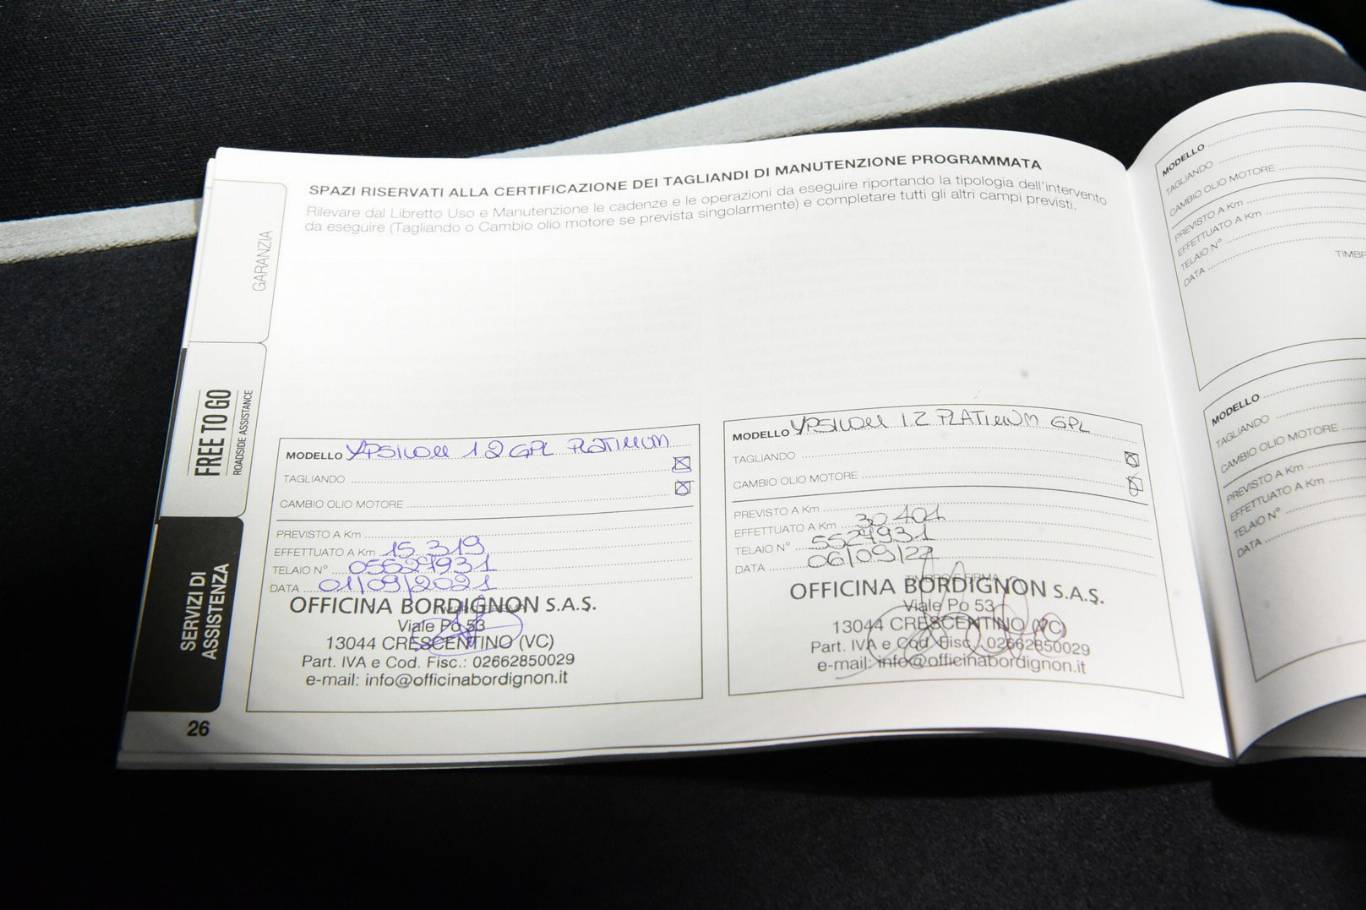 SPAZI RISERVATI ALLA CERTIFICAZIONE DEI TAGLIANDI DI MANUTENZIONE PROGRAMMATA
Rilevare dal Libretto Uso e Manutenzione le cadenze e le operazioni da eseguire riportando la tipologia dell'intervento
da eseguire (Tagliando o Cambio olio motore se prevista singolarmente) e completare tutti gli altri campi previsti.
GARANZIA
FREE TO GO
ROADSIDE ASSISTANCE
SERVIZI DI
ASSISTENZA
26
MODELLO YPSILON 1 2 GPL PLATINUM
TAGLIANDO
CAMBIO OLIO MOTORE
PREVISTO A Km
EFFETTUATO A Km 15.319
TELAIO N°
DATA 01/09/2021
OFFICINA BORDIGNON S.A.S.
Viale Po 53
13044 CRESCENTINO (VC)
Part. IVA e Cod. Fisc.: 02662850029
e-mail: info@officinabordignon.it
MODELLO YPSILON 1.2 PLATINUM GPL
TAGLIANDO
CAMBIO OLIO MOTORE
PREVISTO A Km
EFFETTUATO A Km 30.401
TELAIO N°
DATA 06/09/22
OFFICINA BORDIGNON S.A.S.
Viale Po 53
13044 CRESCENTINO (VC)
Part. IVA e Cod. Fisc.: 02662850029
e-mail: info@officinabordignon.it
MODELLO
TAGLIANDO
CAMBIO OLIO MOTORE
PREVISTO A Km
EFFETTUATO A Km
TELAIO N°
DATA
MODELLO
TAGLIANDO
CAMBIO OLIO MOTORE
PREVISTO A Km
EFFETTUATO A Km
TELAIO N°
DATA